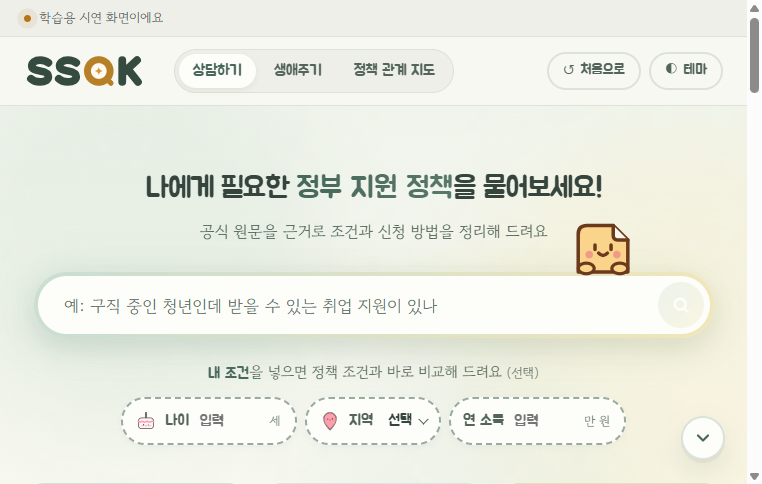 학습용 시연 화면이에요
SSQK
상담하기
생애주기
정책 관계 지도
처음으로
테마
나에게 필요한 정부 지원 정책을 물어보세요!
공식 원문을 근거로 조건과 신청 방법을 정리해 드려요
예: 구직 중인 청년인데 받을 수 있는 취업 지원이 있나
내 조건을 넣으면 정책 조건과 바로 비교해 드려요 (선택)
나이 입력 세
지역 선택
연 소득 입력 만 원